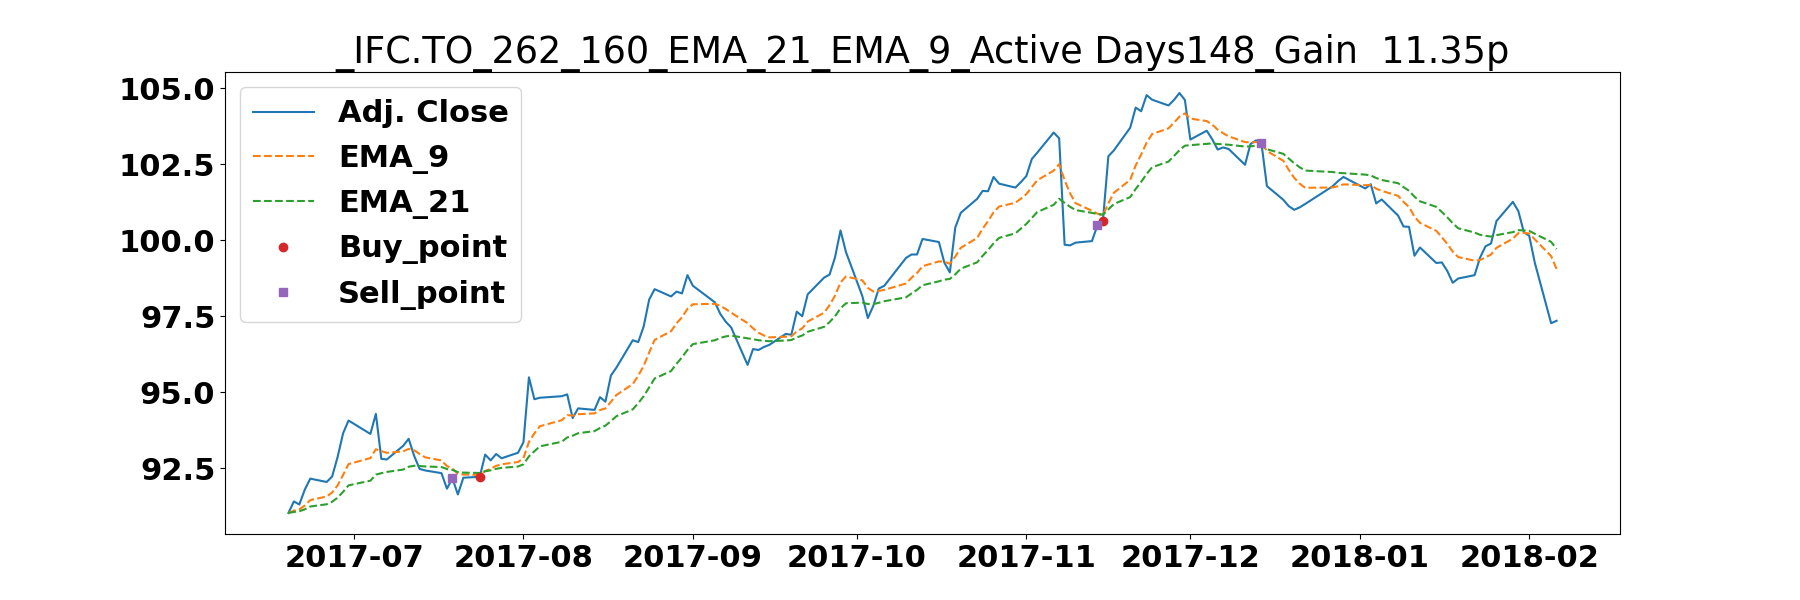 _IFC.TO_262_160_EMA_21_EMA_9_Active Days148_Gain  11.35p
105.0
102.5
100.0
97.5
95.0
92.5
Adj. Close
EMA_9
EMA_21
Buy_point
Sell_point
2017-07 2017-08 2017-09 2017-10 2017-11 2017-12 2018-01 2018-02